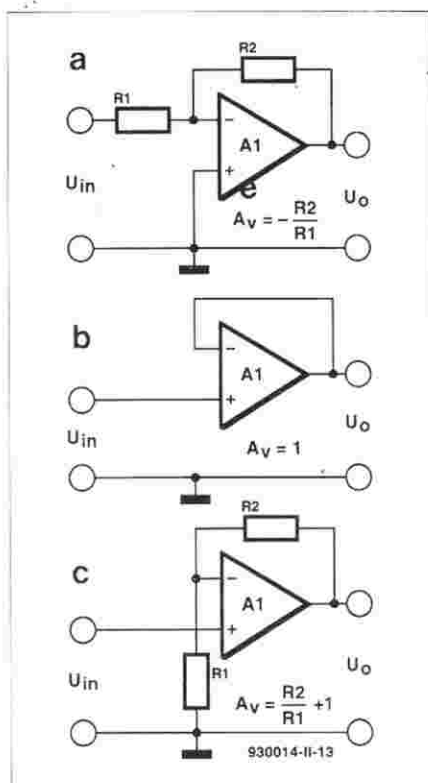 a
R2
R1
−
A1
+
e
Uin
Uo
Av = − R2
R1
b
−
A1
+
Uin
Uo
Av = 1
R2
c
−
A1
+
R1
Uin
Uo
Av = R2 + 1
R1
930014-II-13